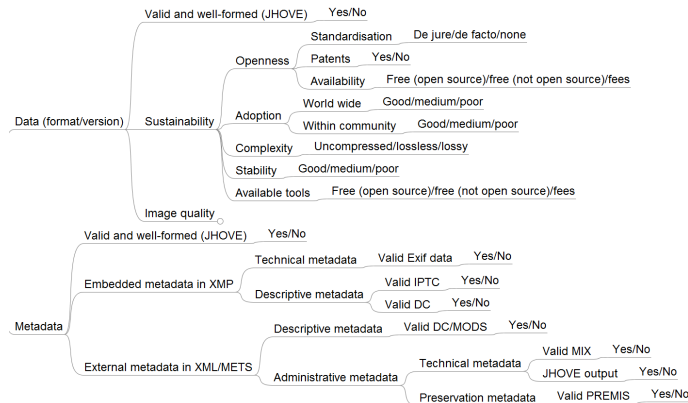 Valid and well-formed (JHOVE) Yes/No
Standardisation De jure/de facto/none
Openness Patents Yes/No
Availability Free (open source)/free (not open source)/fees
World wide Good/medium/poor
Data (format/version) Sustainability Adoption
Within community Good/medium/poor
Complexity Uncompressed/lossless/lossy
Stability Good/medium/poor
Available tools Free (open source)/free (not open source)/fees
Image quality
Valid and well-formed (JHOVE) Yes/No
Technical metadata Valid Exif data Yes/No
Embedded metadata in XMP
Descriptive metadata Valid IPTC Yes/No
Valid DC Yes/No
Metadata
Descriptive metadata Valid DC/MODS Yes/No
External metadata in XML/METS
Administrative metadata Technical metadata Valid MIX Yes/No
JHOVE output Yes/No
Preservation metadata Valid PREMIS Yes/No